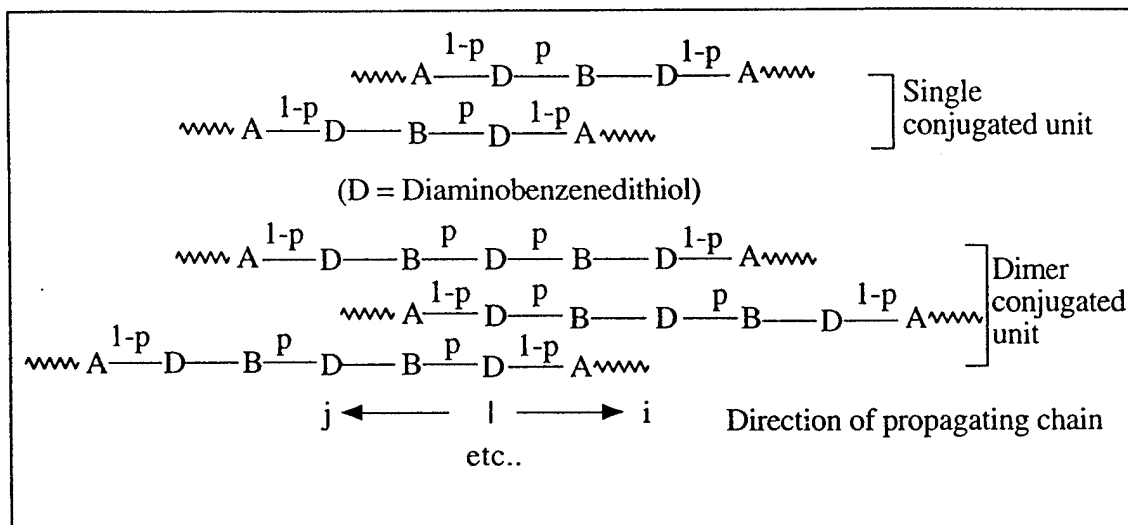 1-p p 1-p
A D B D A
1-p p 1-p
A D B D A
Single
conjugated unit
(D = Diaminobenzenedithiol)
1-p p p 1-p
A D B D B D A
1-p p p 1-p
A D B D B D A
1-p p p 1-p
A D B D B D A
Dimer
conjugated
unit
j i
Direction of propagating chain
etc..